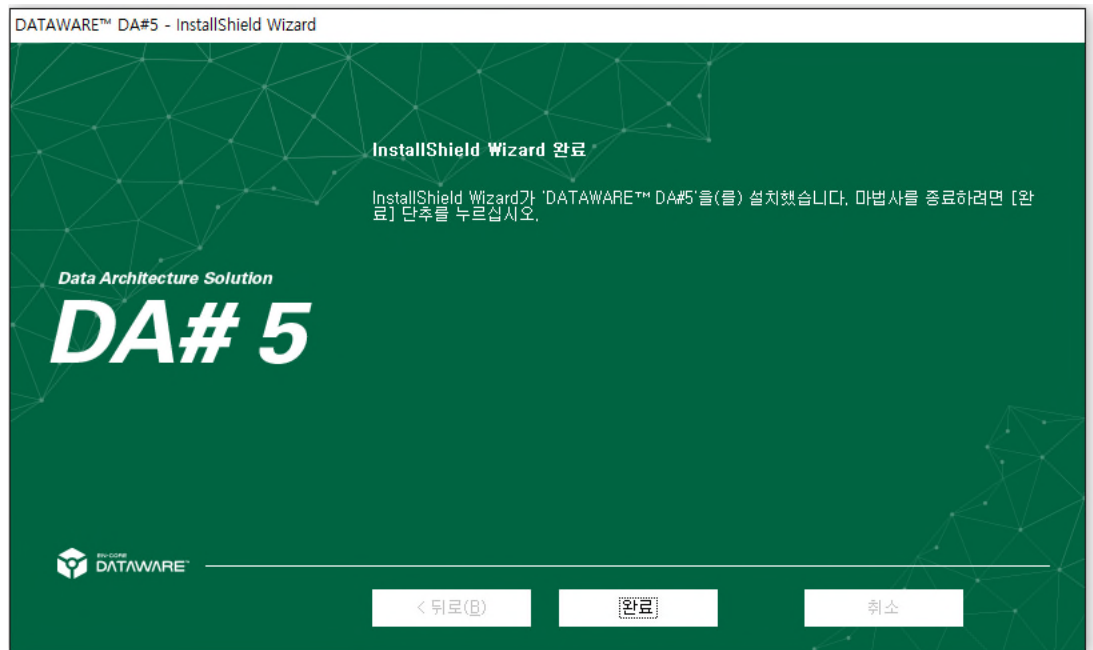 DATAWARE™ DA#5 - InstallShield Wizard
InstallShield Wizard 완료
InstallShield Wizard가 'DATAWARE™ DA#5'을(를) 설치했습니다. 마법사를 종료하려면 [완
료] 단추를 누르십시오.
Data Architecture Solution
DA# 5
EN-CORE
DATAWARE™
< 뒤로(B)
완료
취소